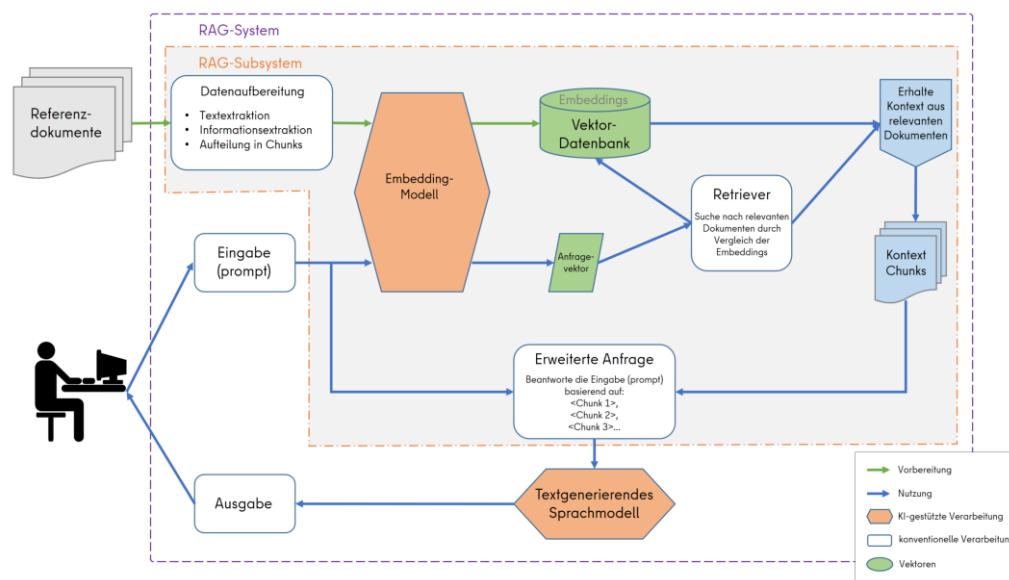 RAG-System
RAG-Subsystem
Referenz-
dokumente
Datenaufbereitung
• Textextraktion
• Informationsextraktion
• Aufteilung in Chunks
Embedding-
Modell
Embeddings
Vektor-
Datenbank
Erhalte
Kontext aus
relevanten
Dokumenten
Retriever
Suche nach relevanten
Dokumenten durch
Vergleich der
Embeddings
Eingabe
(prompt)
Anfrage-
vektor
Kontext
Chunks
Erweiterte Anfrage
Beantworte die Eingabe (prompt)
basierend auf:
<Chunk 1>,
<Chunk 2>,
<Chunk 3>...
Ausgabe
Textgenerierendes
Sprachmodell
Vorbereitung
Nutzung
KI-gestützte Verarbeitung
konventionelle Verarbeitun
Vektoren